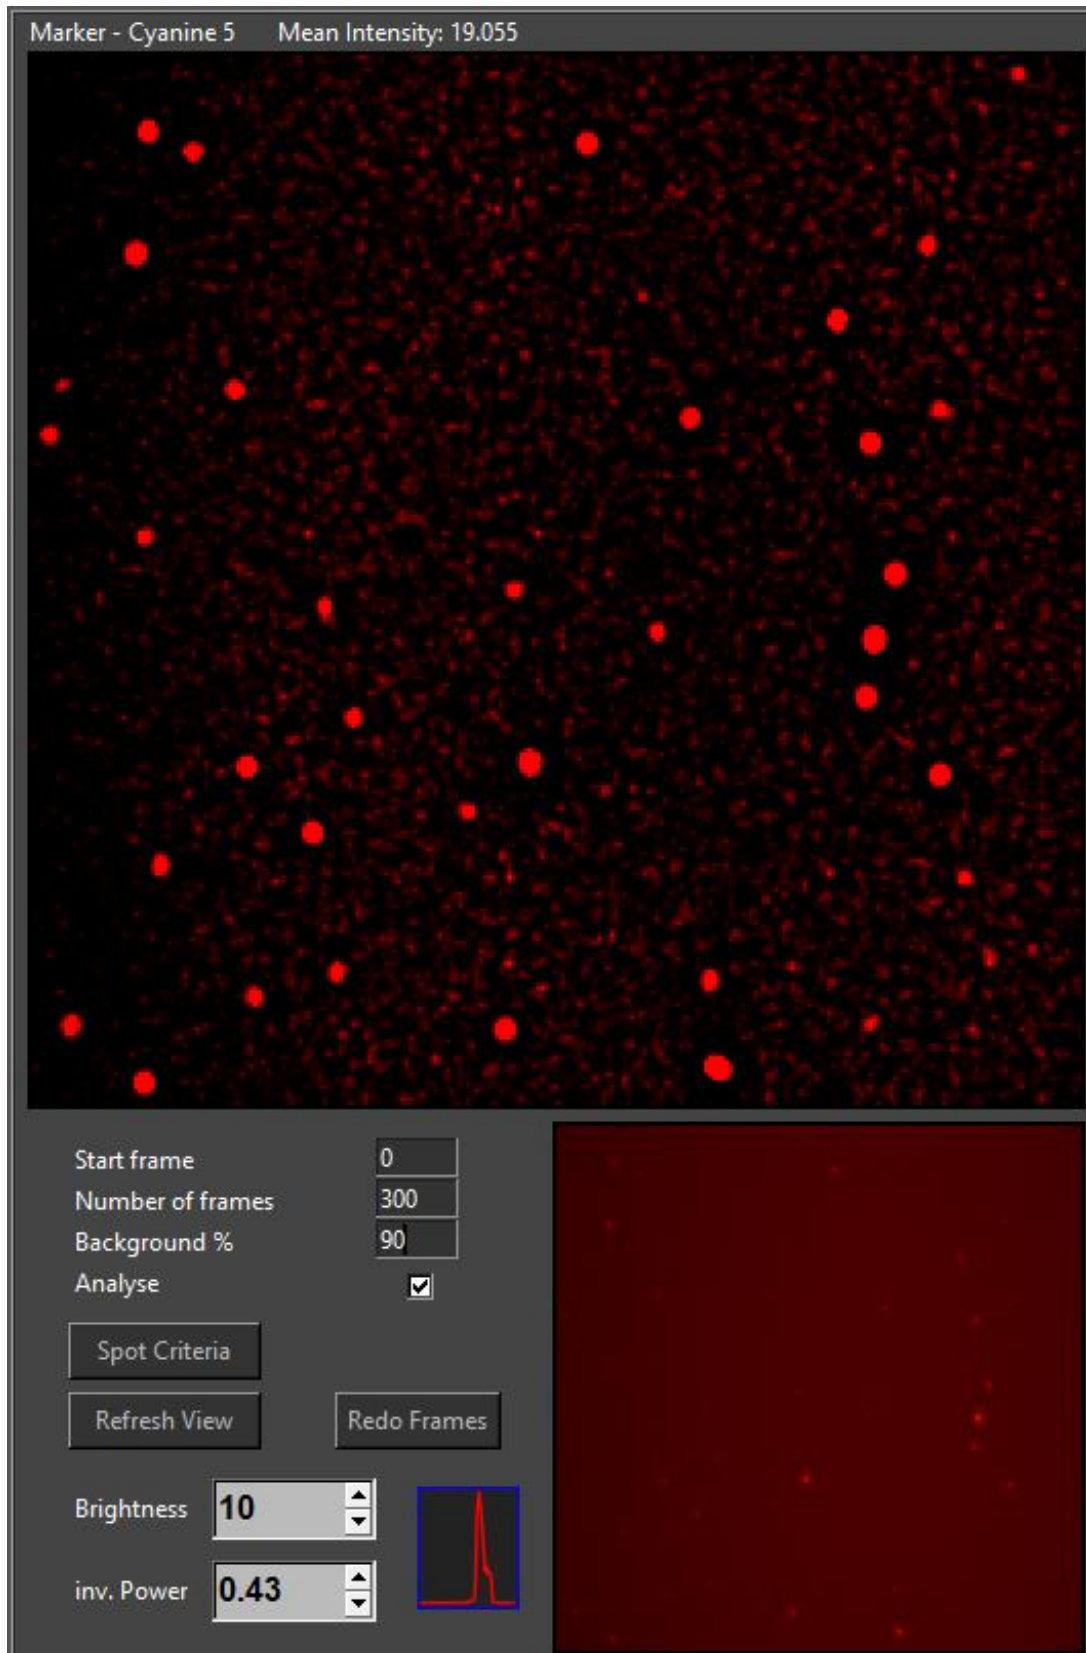 Marker - Cyanine 5 Mean Intensity: 19.055
Start frame 0
Number of frames 300
Background % 90
Analyse
Spot Criteria
Refresh View Redo Frames
Brightness 10
inv. Power 0.43